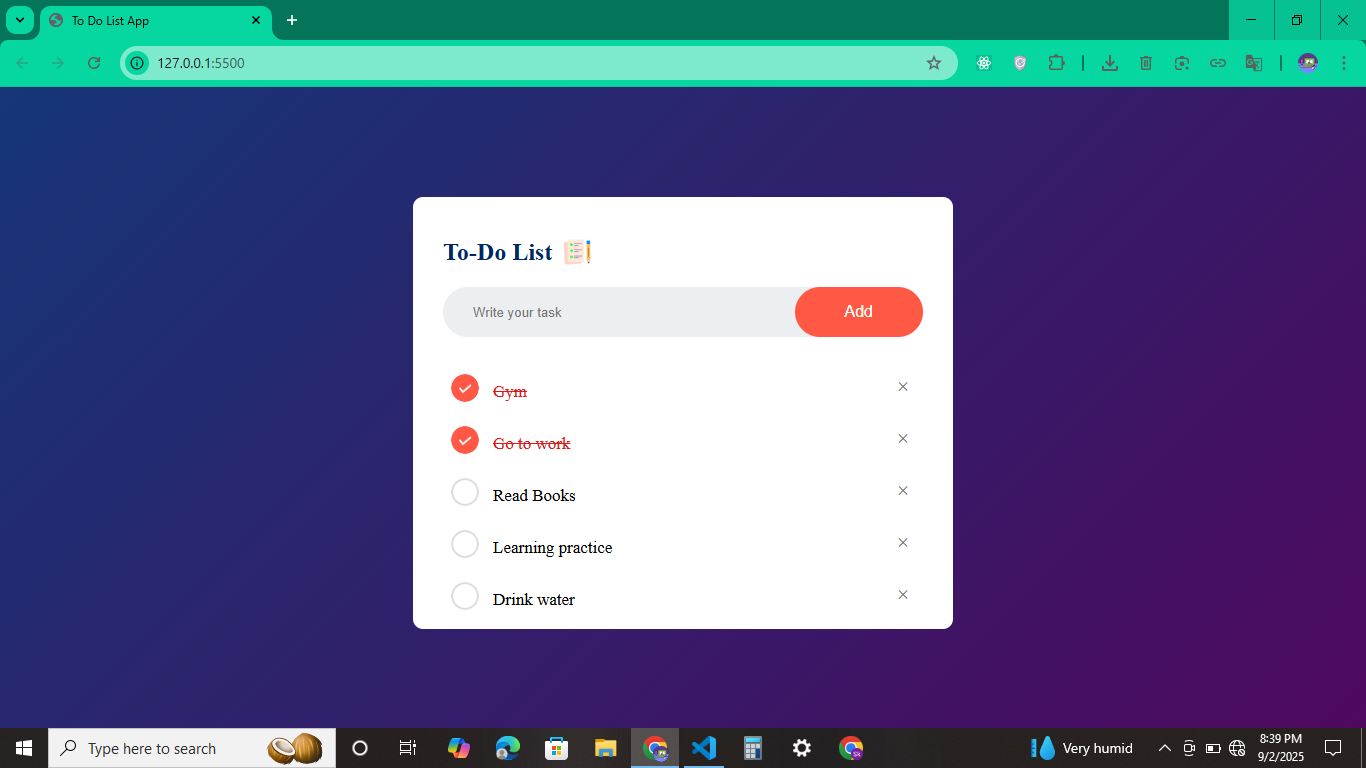 To Do List App
127.0.0.1:5500
To-Do List
Write your task
Add
Gym
Go to work
Read Books
Learning practice
Drink water
Type here to search
Very humid
8:39 PM
9/2/2025